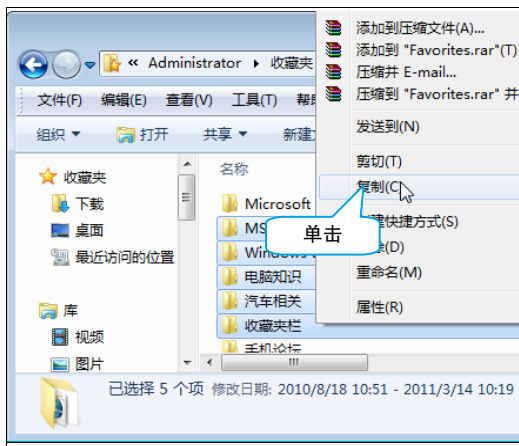 添加到压缩文件(A)...
添加到 "Favorites.rar"(T)
压缩并 E-mail...
压缩到 "Favorites.rar" 并
发送到(N)
剪切(T)
复制(C)
快捷方式(S)
(D)
重命名(M)
属性(R)
« Administrator ▸ 收藏夹
文件(F) 编辑(E) 查看(V) 工具(T)
组织 ▼ 打开 共享 ▼ 新建
收藏夹
下载
桌面
最近访问的位置
库
视频
图片
名称
Microsoft
MS
Windows
电脑知识
汽车相关
收藏夹栏
手机论坛
单击
已选择 5 个项 修改日期: 2010/8/18 10:51 - 2011/3/14 10:19